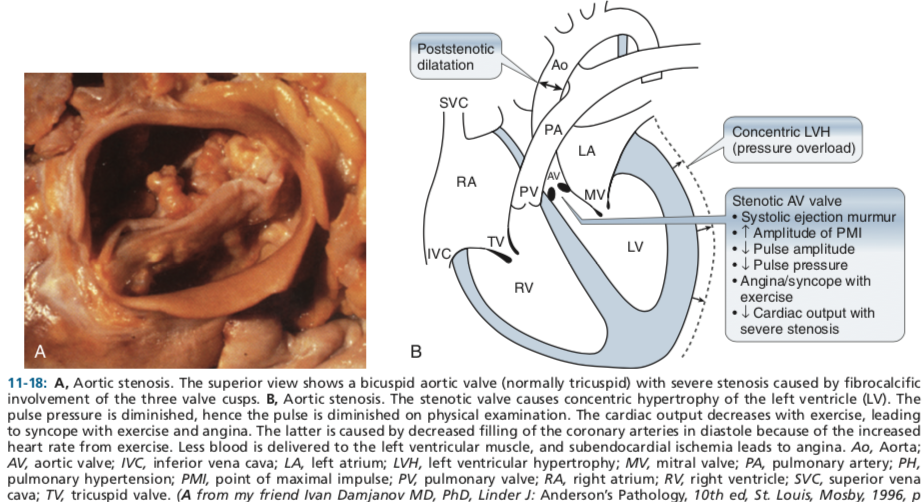 Poststenotic
dilatation
Ao
SVC
PA
LA
Concentric LVH
(pressure overload)
RA
AV
PV
MV
Stenotic AV valve
• Systolic ejection murmur
• ↑ Amplitude of PMI
• ↓ Pulse amplitude
• ↓ Pulse pressure
• Angina/syncope with
exercise
• ↓ Cardiac output with
severe stenosis
TV
LV
IVC
RV
A
B
11-18: A, Aortic stenosis. The superior view shows a bicuspid aortic valve (normally tricuspid) with severe stenosis caused by fibrocalcific
involvement of the three valve cusps. B, Aortic stenosis. The stenotic valve causes concentric hypertrophy of the left ventricle (LV). The
pulse pressure is diminished, hence the pulse is diminished on physical examination. The cardiac output decreases with exercise, leading
to syncope with exercise and angina. The latter is caused by decreased filling of the coronary arteries in diastole because of the increased
heart rate from exercise. Less blood is delivered to the left ventricular muscle, and subendocardial ischemia leads to angina. Ao, Aorta;
AV, aortic valve; IVC, inferior vena cava; LA, left atrium; LVH, left ventricular hypertrophy; MV, mitral valve; PA, pulmonary artery; PH,
pulmonary hypertension; PMI, point of maximal impulse; PV, pulmonary valve; RA, right atrium; RV, right ventricle; SVC, superior vena
cava; TV, tricuspid valve. (A from my friend Ivan Damjanov MD, PhD, Linder J: Anderson's Pathology, 10th ed, St. Louis, Mosby, 1996,